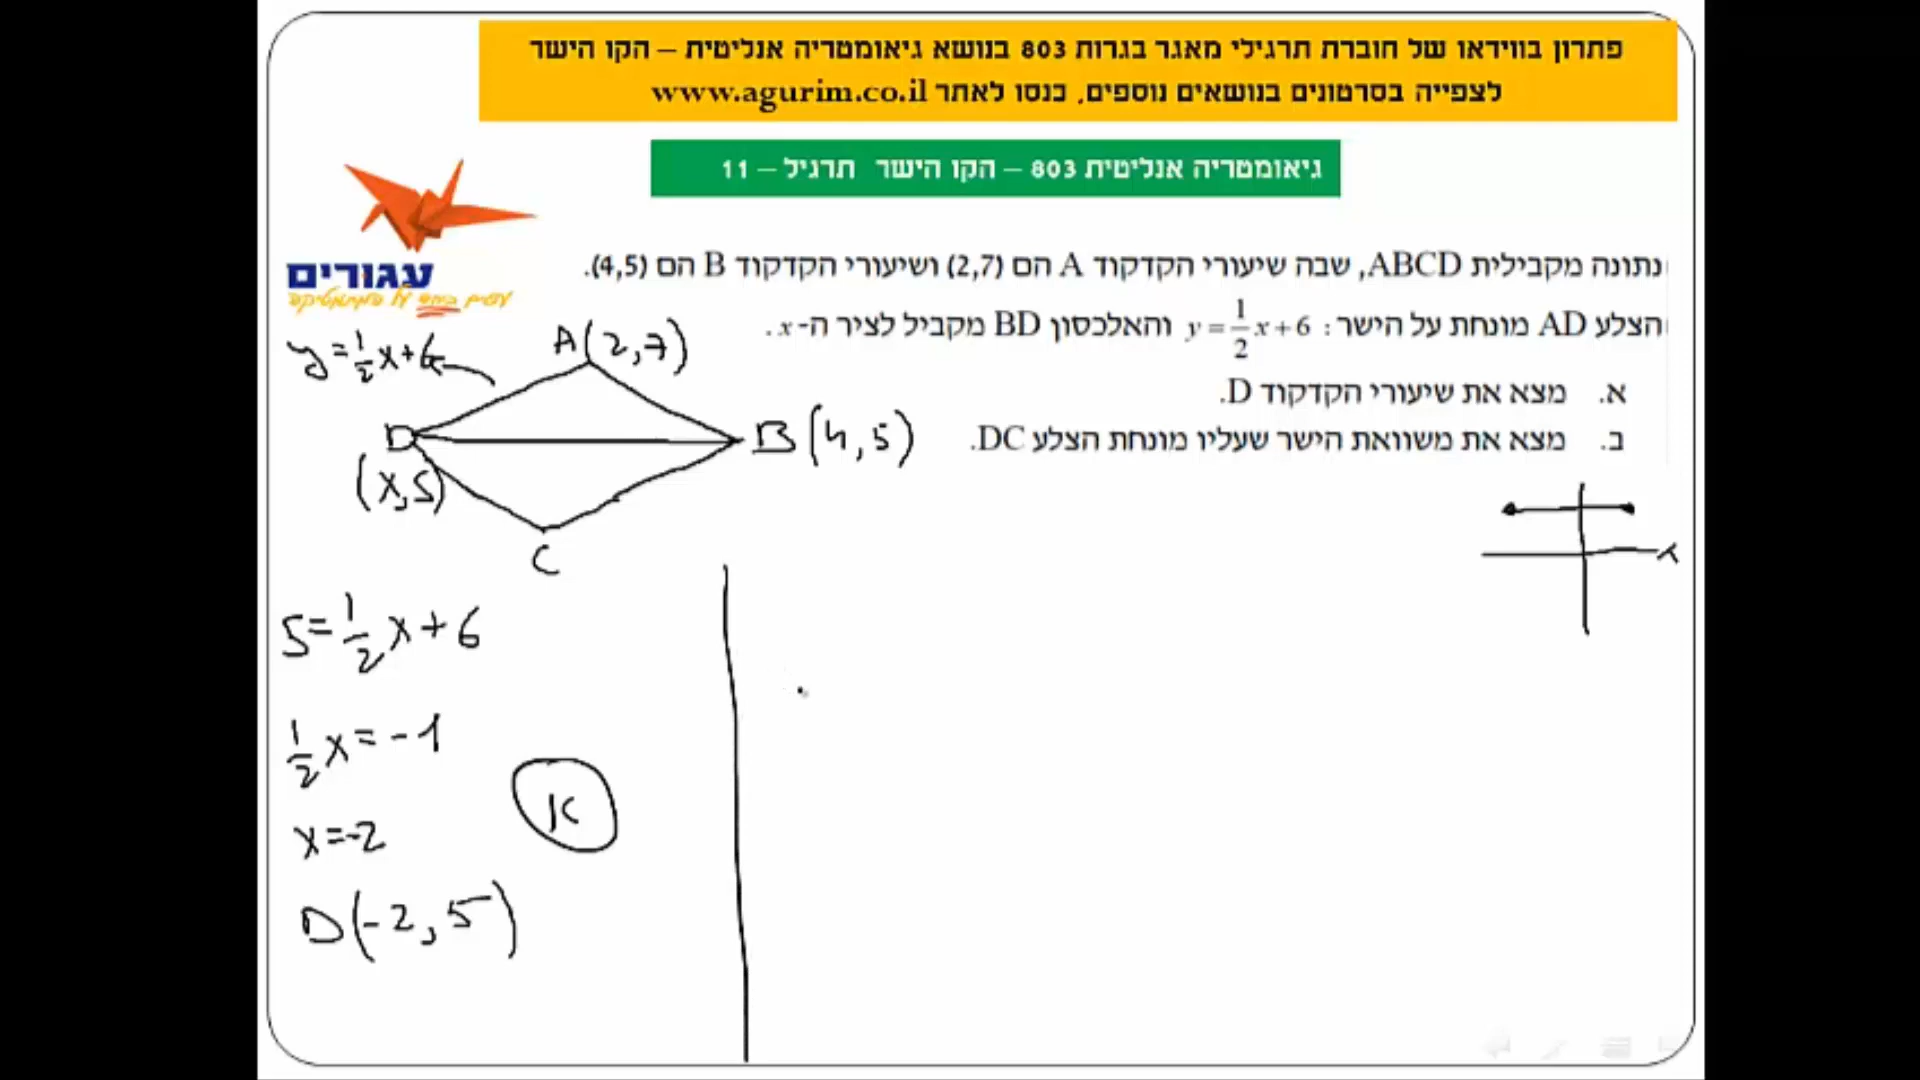 פתרון בווידאו של חוברת תרגילי מאגר בגרות 803 בנושא גיאומטריה אנליטית – הקו הישר
לצפייה בסרטונים בנושאים נוספים, כנסו לאתר www.agurim.co.il
גיאומטריה אנליטית 803 – הקו הישר תרגיל – 11
עגורים
נתונה מקבילית ABCD, שבה שיעורי הקדקוד A הם (2,7) ושיעורי הקדקוד B הם (4,5).
הצלע AD מונחת על הישר: y = 1/2 x + 6 והאלכסון BD מקביל לציר ה-x.
א. מצא את שיעורי הקדקוד D.
ב. מצא את משוואת הישר שעליו מונחת הצלע DC.
y = 1/2 x + 6
A(2,7)
D
B(4,5)
(x,5)
C
x
5 = 1/2 x + 6
1/2 x = -1
א
x = -2
D(-2,5)